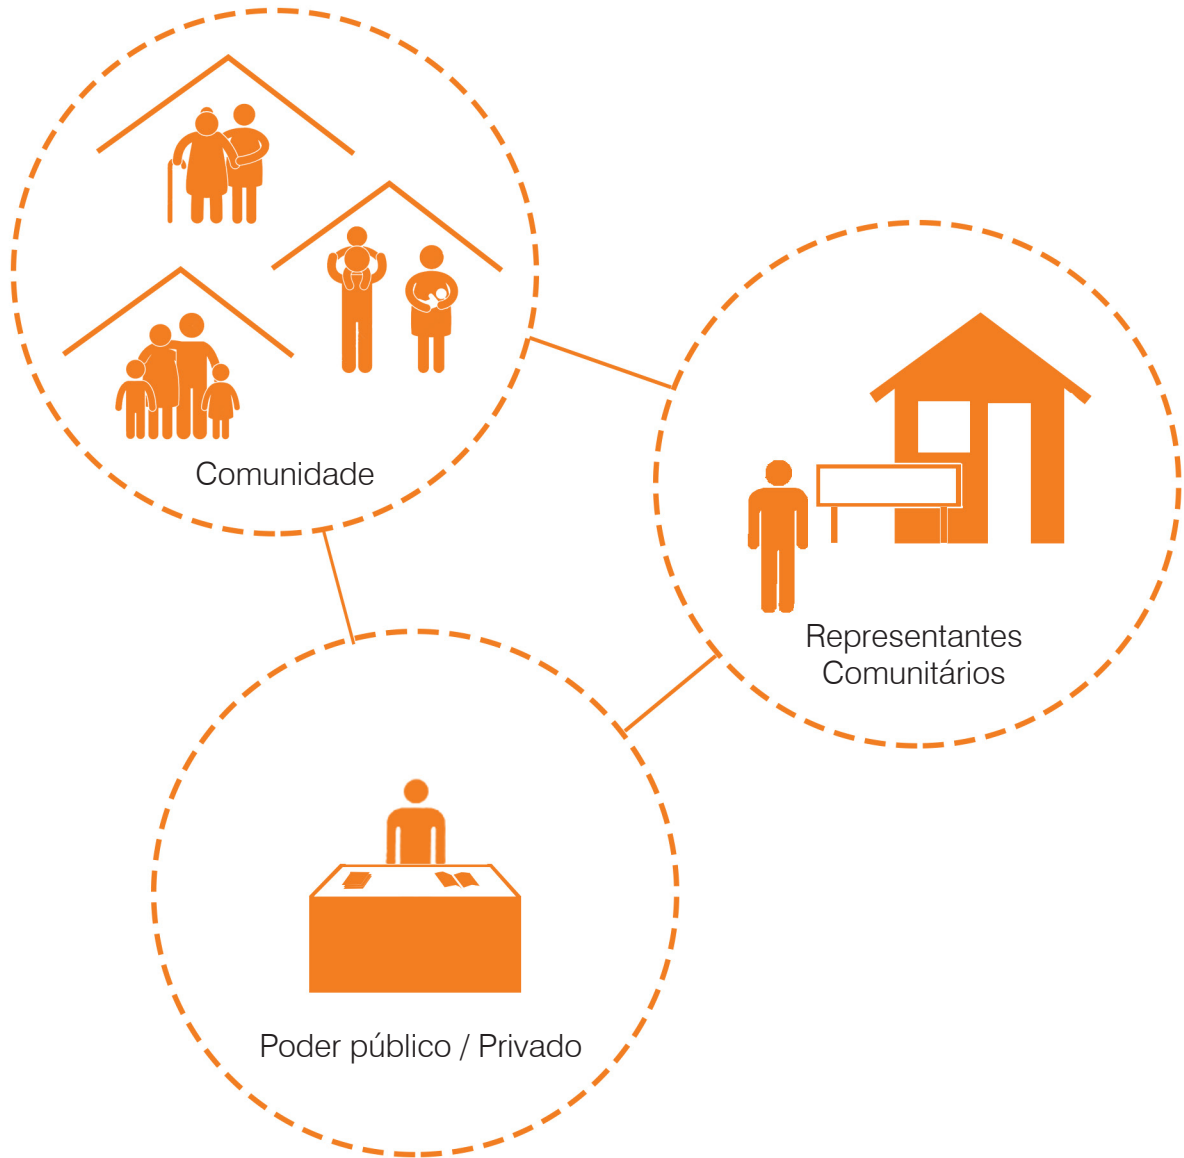 Comunidade
Representantes
Comunitários
Poder público / Privado